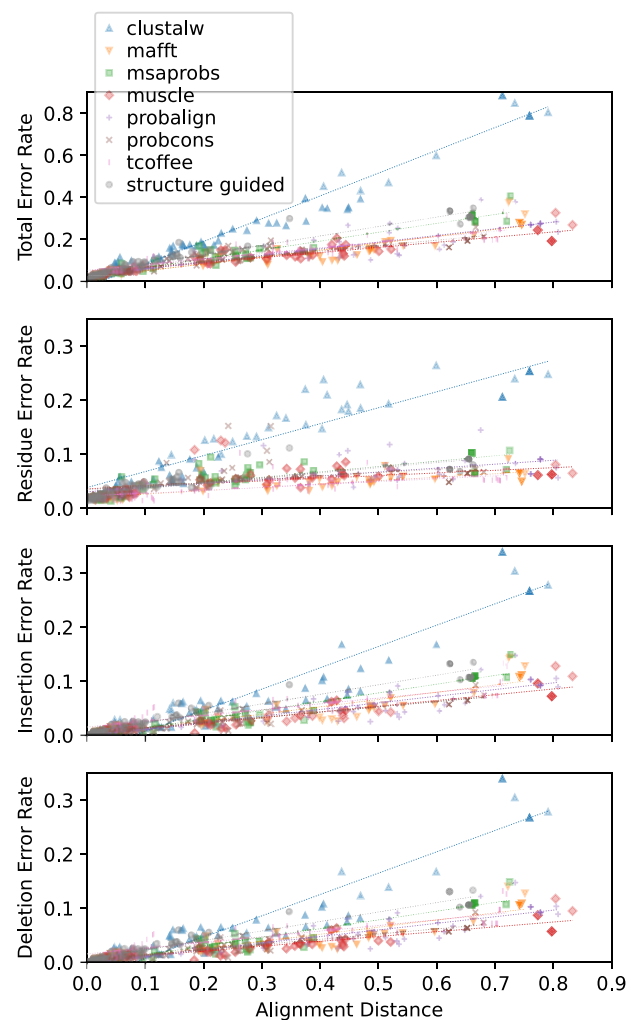 clustalw
mafft
msaprobs
muscle
probalign
probcons
tcoffee
structure guided
Total Error Rate
0.8
0.6
0.4
0.2
0.0
Residue Error Rate
0.3
0.2
0.1
0.0
Insertion Error Rate
0.3
0.2
0.1
0.0
Deletion Error Rate
0.3
0.2
0.1
0.0
0.0 0.1 0.2 0.3 0.4 0.5 0.6 0.7 0.8 0.9
Alignment Distance